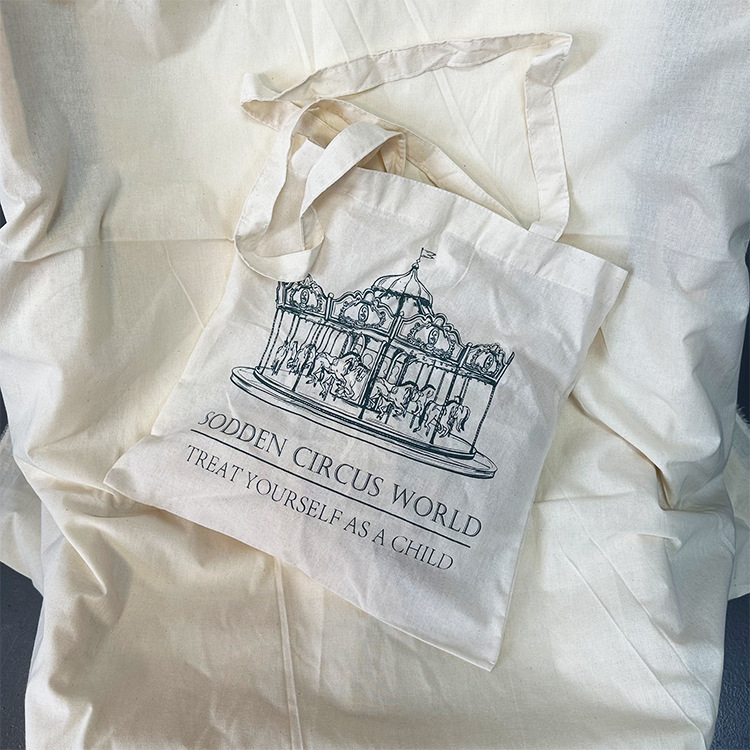 SODDEN CIRCUS WORLD
TREAT YOURSELF AS A CHILD